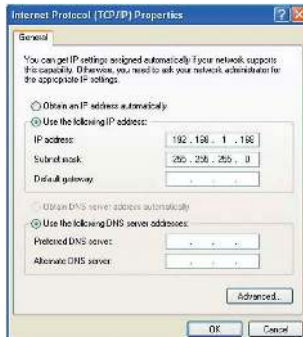 Internet Protocol (TCP/IP) Properties
General
You can get IP settings assigned automatically if your network supports
this capability. Otherwise, you need to ask your network administrator for
the appropriate IP settings.
Obtain an IP address automatically
Use the following IP address:
IP address: 192 . 168 . 1 . 168
Subnet mask: 255 . 255 . 255 . 0
Default gateway: . . .
Obtain DNS server address automatically
Use the following DNS server addresses:
Preferred DNS server: . . .
Alternate DNS server: . . .
Advanced...
OK Cancel